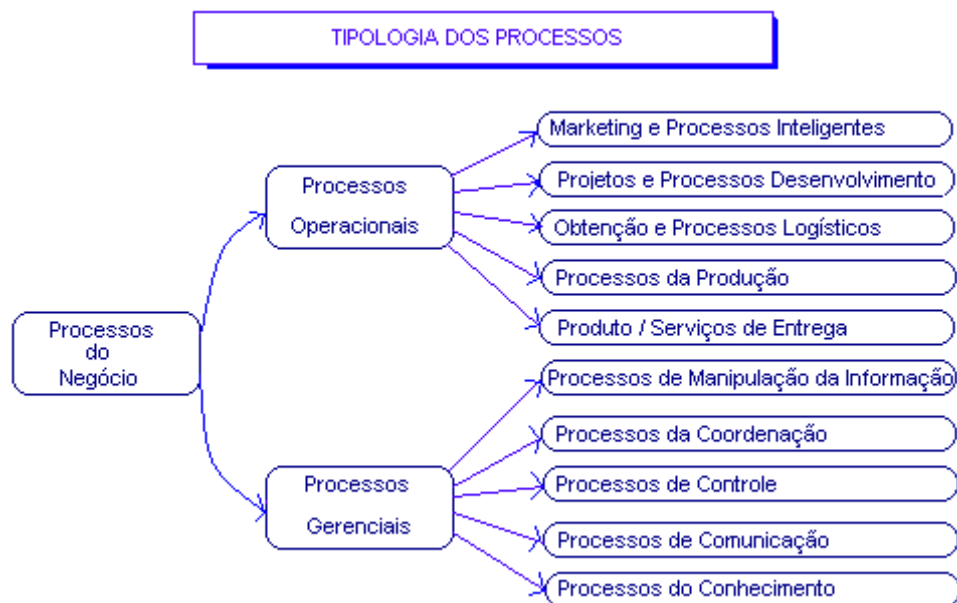 TIPOLOGIA DOS PROCESSOS
Processos
do
Negócio
Processos
Operacionais
Marketing e Processos Inteligentes
Projetos e Processos Desenvolvimento
Obtenção e Processos Logísticos
Processos da Produção
Produto / Serviços de Entrega
Processos
Gerenciais
Processos de Manipulação da Informação
Processos da Coordenação
Processos de Controle
Processos de Comunicação
Processos do Conhecimento